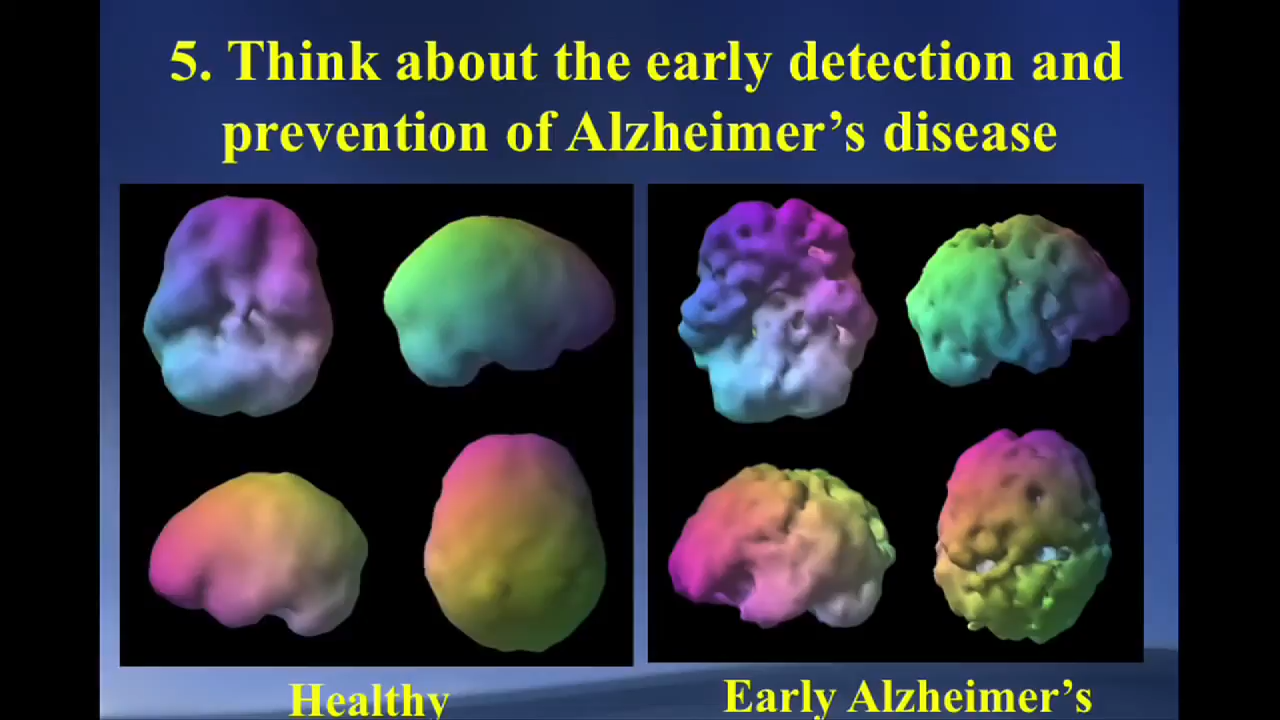 5. Think about the early detection and
prevention of Alzheimer’s disease
Healthy
Early Alzheimer’s